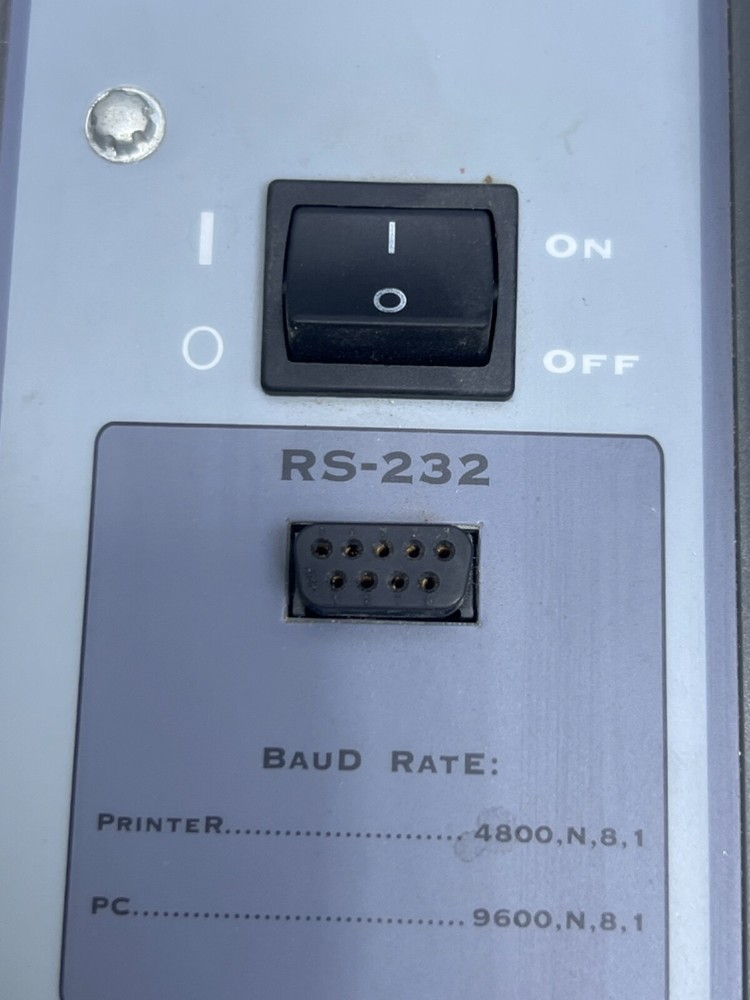 I ON
O OFF
RS-232
BAUD RATE:
PRINTER........................ 4800,N,8,1
PC.................................. 9600,N,8,1